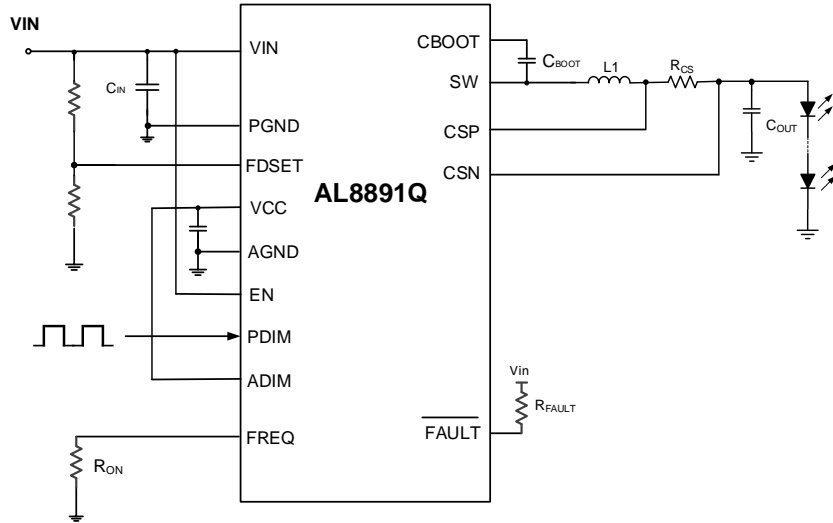 VIN
VIN
CIN
PGND
FDSET
VCC
AGND
EN
PDIM
ADIM
FREQ
RON
AL8891Q
CBOOT
CBOOT
SW
L1
RCS
CSP
COUT
CSN
Vin
RFAULT
FAULT